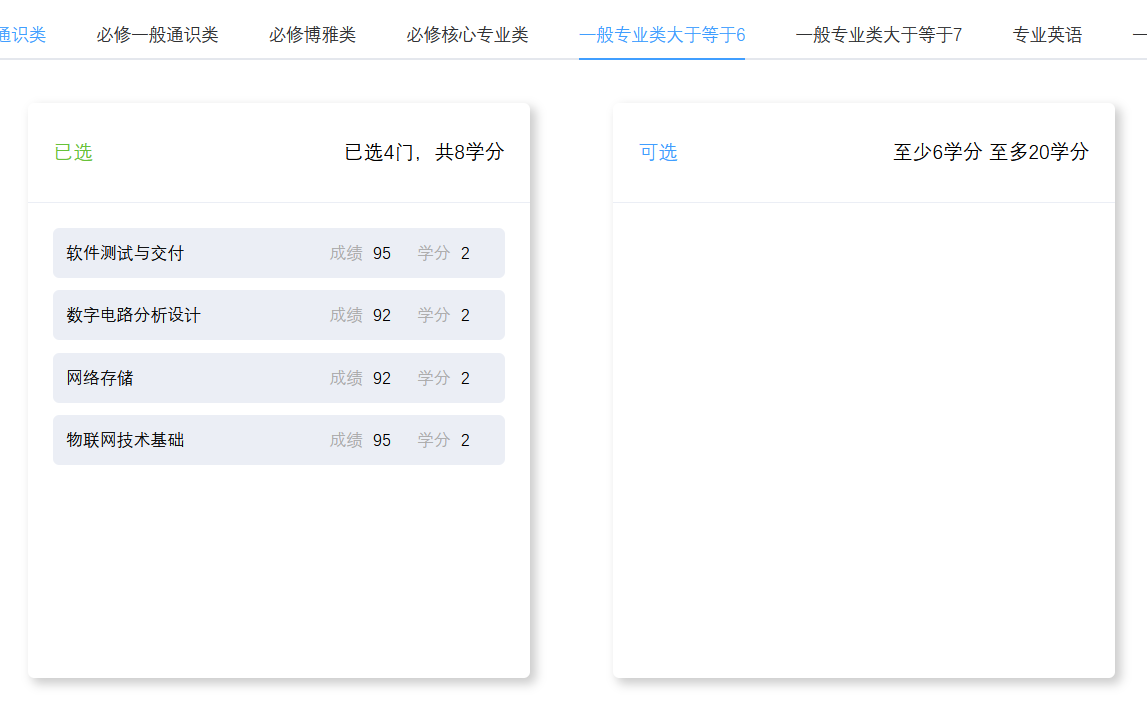 通识类 必修一般通识类 必修博雅类 必修核心专业类 一般专业类大于等于6 一般专业类大于等于7 专业英语 一
已选 已选4门，共8学分
软件测试与交付 成绩 95 学分 2
数字电路分析设计 成绩 92 学分 2
网络存储 成绩 92 学分 2
物联网技术基础 成绩 95 学分 2
可选 至少6学分 至多20学分